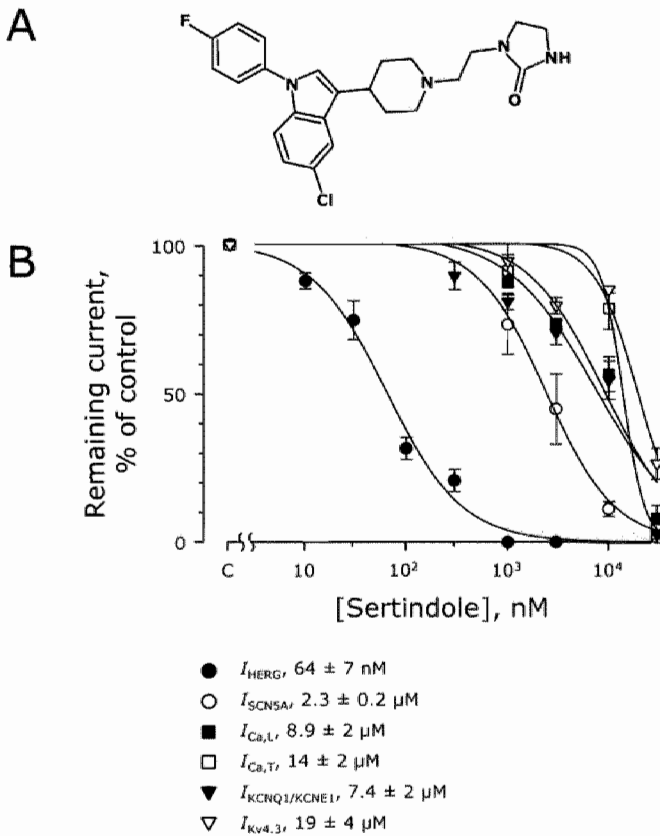 A
F
N
N
N
NH
O
Cl
B
Remaining current,
% of control
100
50
0
C
10
10²
10³
10⁴
[Sertindole], nM
I_HERG, 64 ± 7 nM
I_SCN5A, 2.3 ± 0.2 µM
I_Ca,L, 8.9 ± 2 µM
I_Ca,T, 14 ± 2 µM
I_KCNQ1/KCNE1, 7.4 ± 2 µM
I_Kv4.3, 19 ± 4 µM